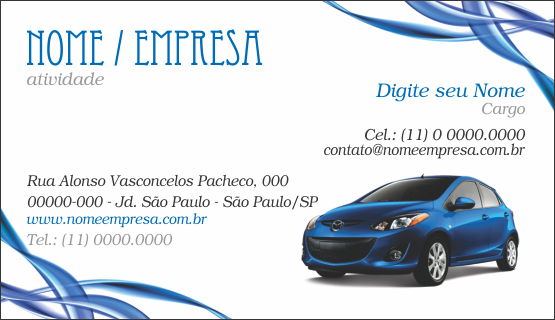 NOME / EMPRESA
atividade
Digite seu Nome
Cargo
Cel.: (11) 0 0000.0000
contato@nomeempresa.com.br
Rua Alonso Vasconcelos Pacheco, 000
00000-000 - Jd. São Paulo - São Paulo/SP
www.nomeempresa.com.br
Tel.: (11) 0000.0000